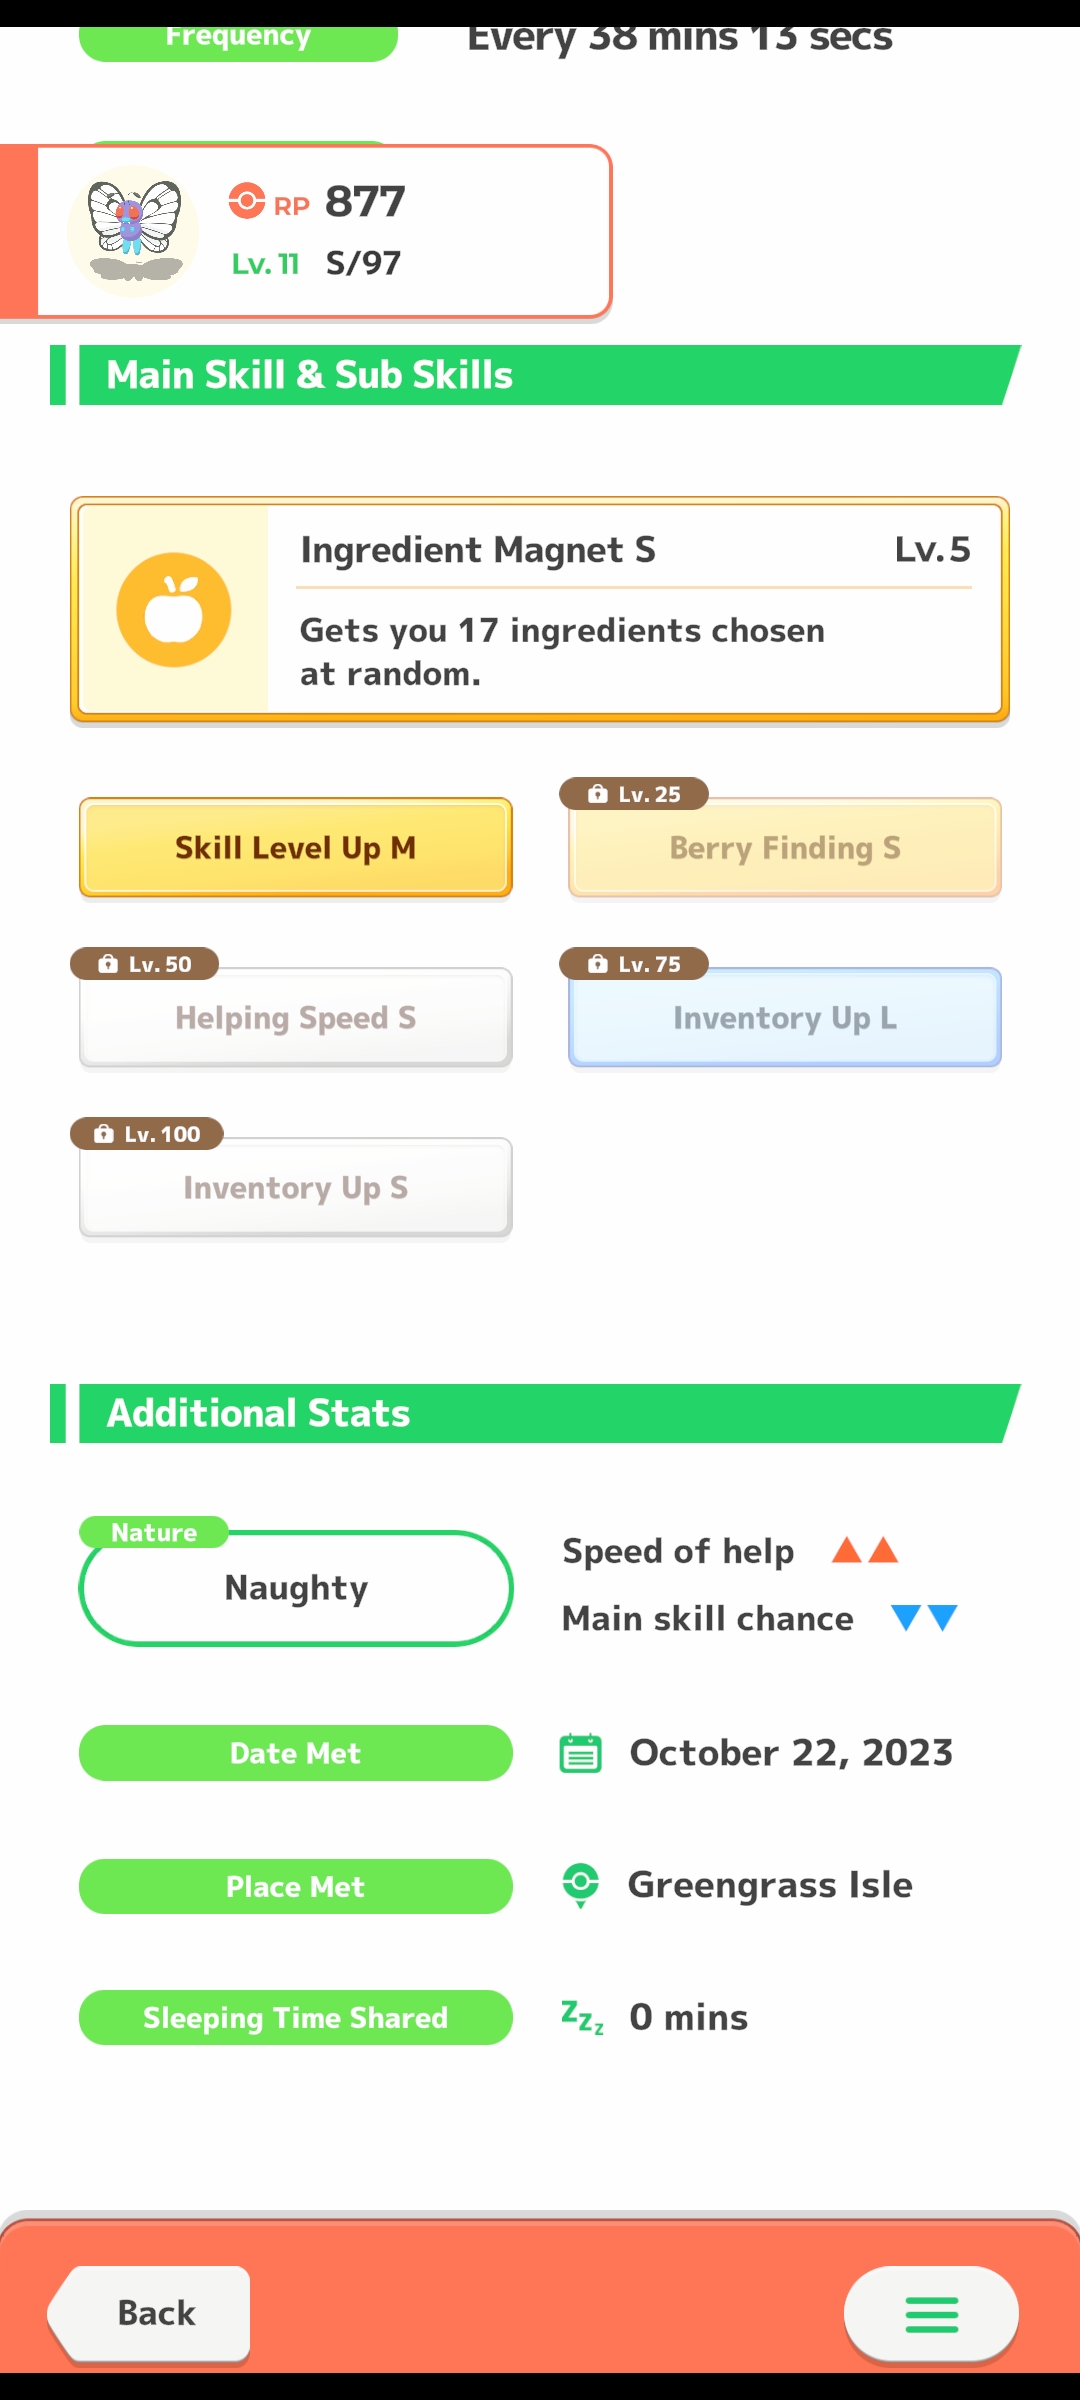 Frequency Every 38 mins 13 secs
RP 877
Lv. 11 S/97
Main Skill & Sub Skills
Ingredient Magnet S Lv. 5
Gets you 17 ingredients chosen
at random.
Skill Level Up M
Lv. 25
Berry Finding S
Lv. 50
Helping Speed S
Lv. 75
Inventory Up L
Lv. 100
Inventory Up S
Additional Stats
Nature
Naughty
Speed of help
Main skill chance
Date Met October 22, 2023
Place Met Greengrass Isle
Sleeping Time Shared zzz 0 mins
Back